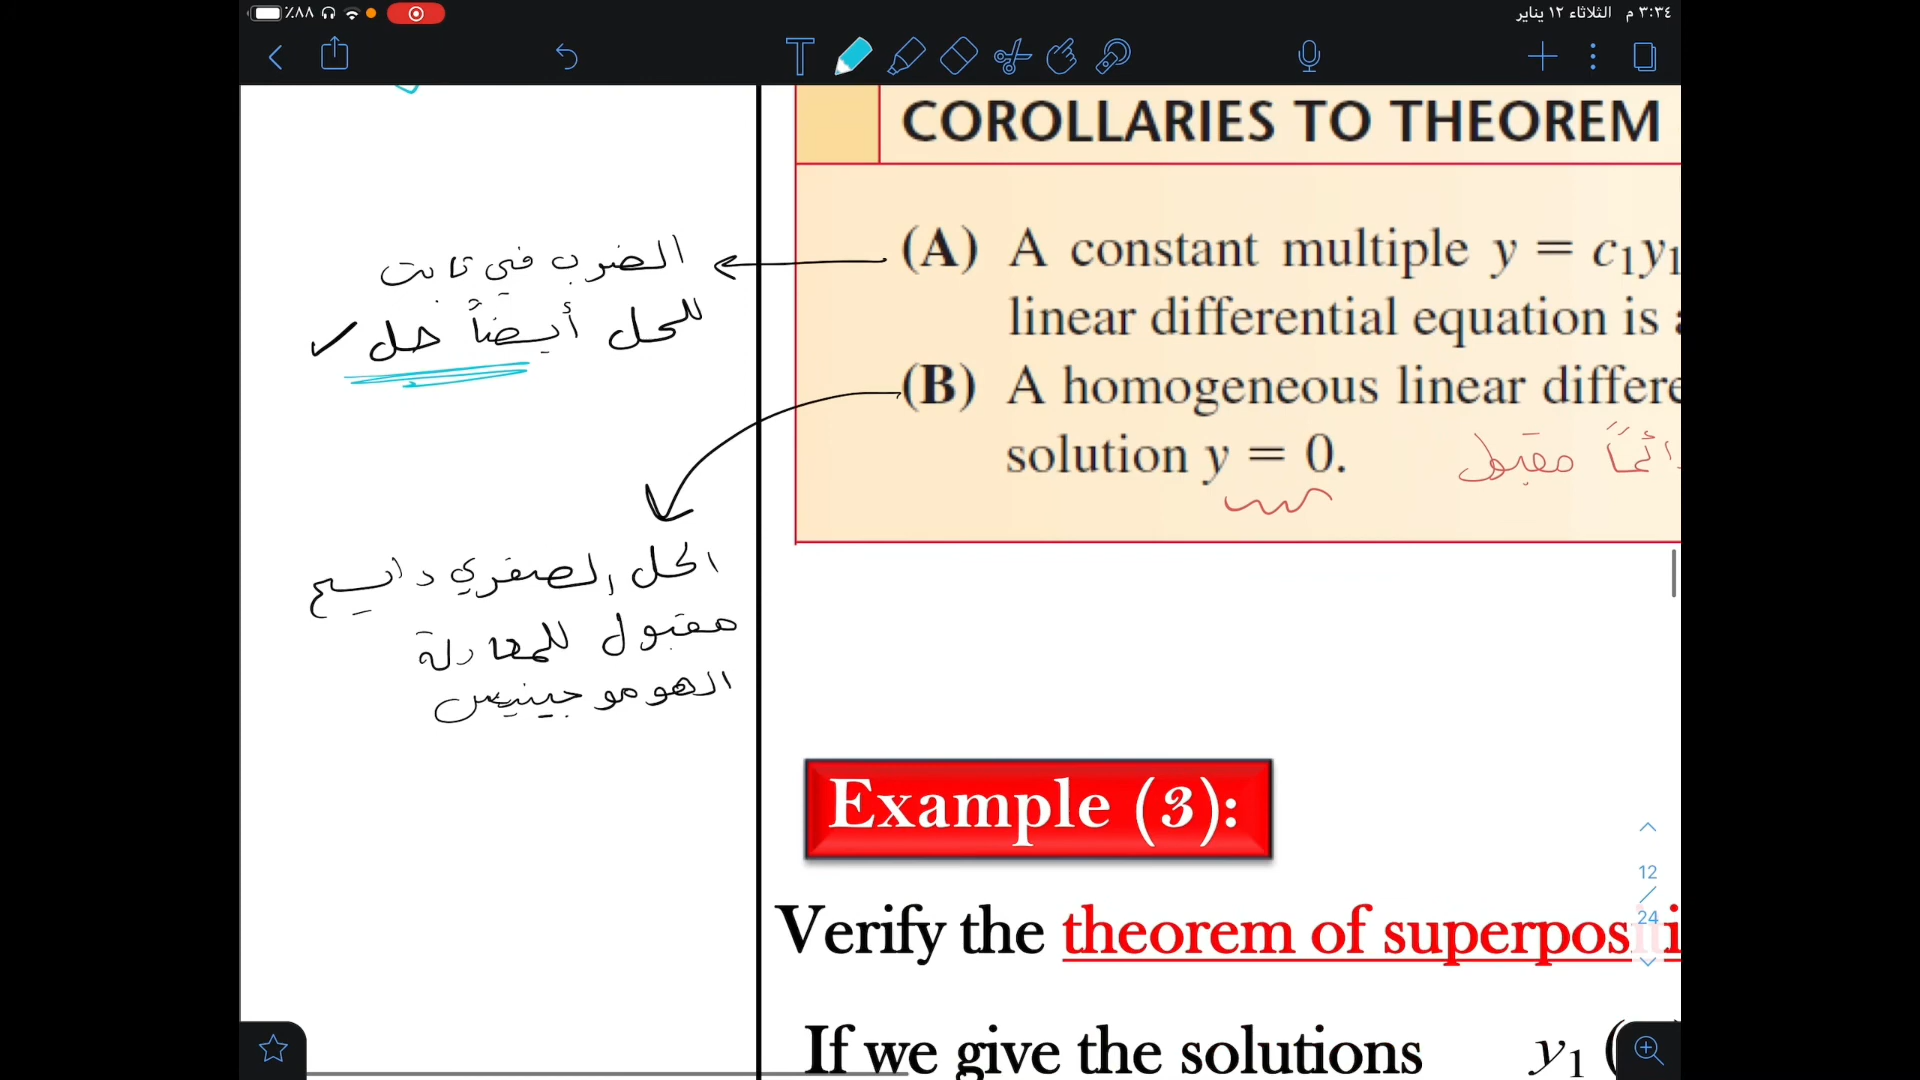 ٪٨٨
٣:٣٤ م الثلاثاء ١٢ يناير
T
COROLLARIES TO THEOREM
(A) A constant multiple y = c₁y₁
linear differential equation is
(B) A homogeneous linear differe
solution y = 0.
مقبول
الضرب في ثابت
للحل أيضاً حل ✓
الحل الصفري دايم
مقبول للمعادلة
الهوموجينيس
Example (3):
Verify the theorem of superpositi
If we give the solutions y₁ (
12
24